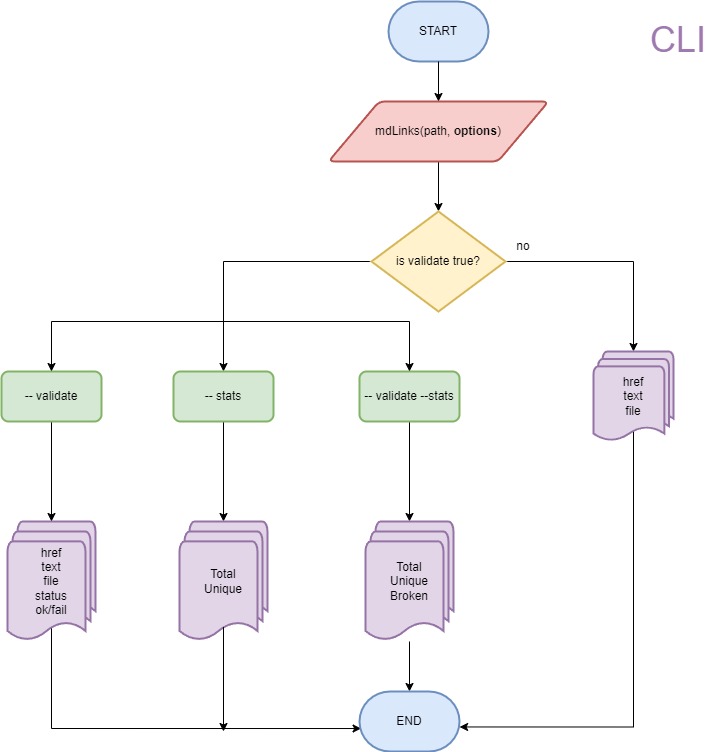 START
CLI
mdLinks(path, options)
is validate true?
no
-- validate
-- stats
-- validate --stats
href
text
file
href
text
file
status
ok/fail
Total
Unique
Total
Unique
Broken
END